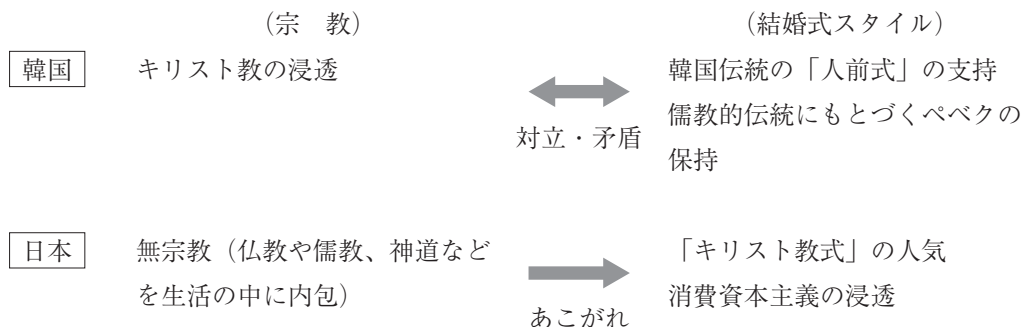 （宗　教）　（結婚式スタイル）
韓国　キリスト教の浸透　韓国伝統の「人前式」の支持
儒教的伝統にもとづくペベクの
対立・矛盾
保持
日本　無宗教（仏教や儒教、神道など　「キリスト教式」の人気
を生活の中に内包）　消費資本主義の浸透
あこがれ